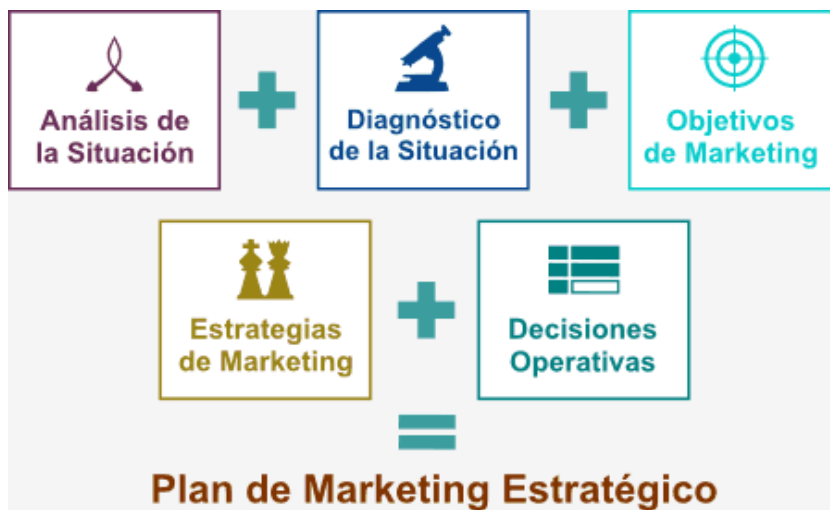 Análisis de
la Situación
Diagnóstico
de la Situación
Objetivos
de Marketing
Estrategias
de Marketing
Decisiones
Operativas
Plan de Marketing Estratégico